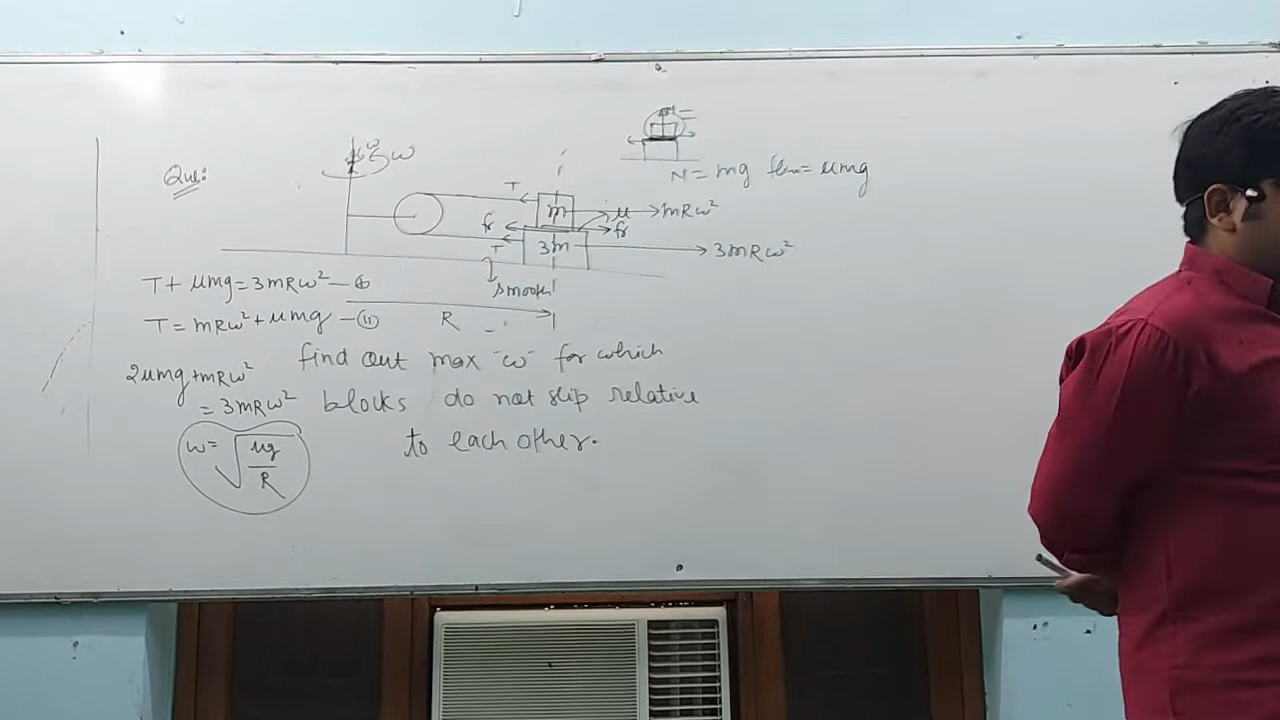 Que:
ω
N = mg flim = μmg
T
m
μ
mRω²
fr
fr
T
3m
3mRω²
smooth
R
T + μmg = 3mRω² — ①
T = mRω² + μmg — ⑪
2μmg + mRω²
= 3mRω²
ω = √(μg/R)
find out max "ω" for which
blocks do not slip relative
to each other.